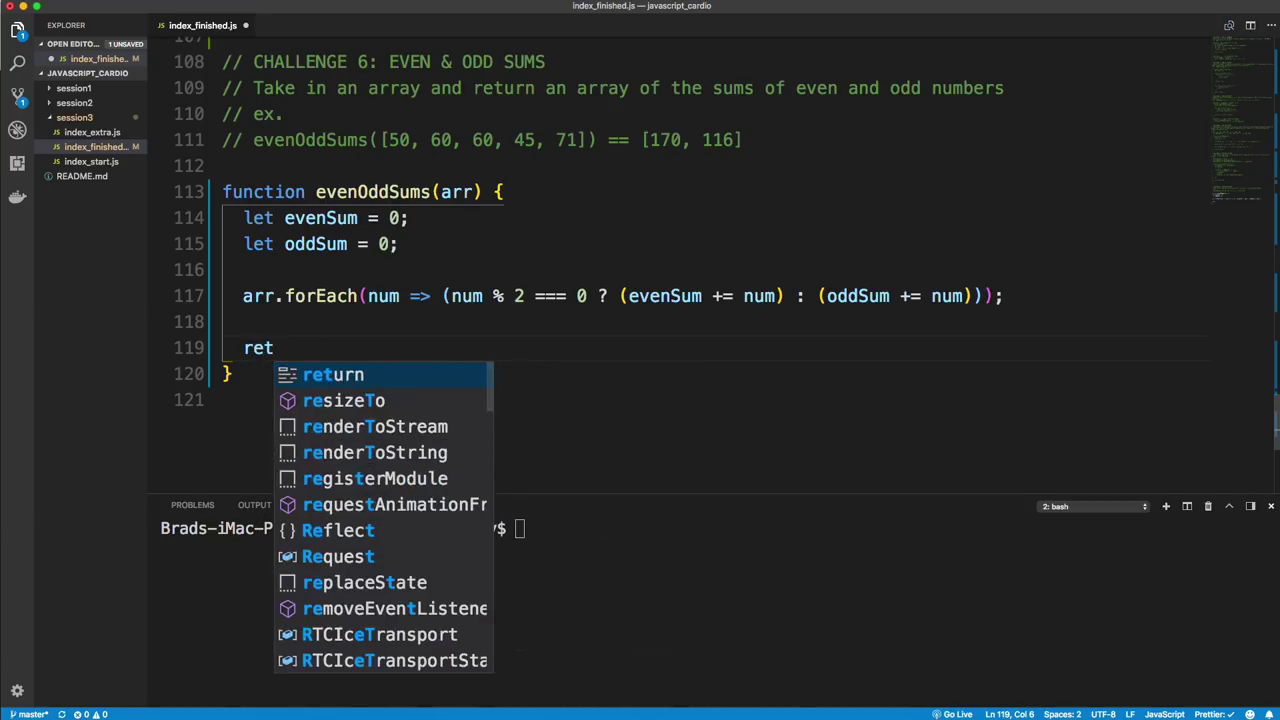 index_finished.js — javascript_cardio
EXPLORER
index_finished.js
OPEN EDITO... 1 UNSAVED
index_finishe... M
JAVASCRIPT_CARDIO
session1
session2
session3
index_extra.js
index_finished... M
index_start.js
README.md
1
1
107
108 // CHALLENGE 6: EVEN & ODD SUMS
109 // Take in an array and return an array of the sums of even and odd numbers
110 // ex.
111 // evenOddSums([50, 60, 60, 45, 71]) == [170, 116]
112
113 function evenOddSums(arr) {
114 let evenSum = 0;
115 let oddSum = 0;
116
117 arr.forEach(num => (num % 2 === 0 ? (evenSum += num) : (oddSum += num)));
118
119 ret
120 }
121
return
resizeTo
renderToStream
renderToString
registerModule
requestAnimationFr
Reflect
Request
replaceState
removeEventListene
RTCIceTransport
RTCIceTransportSta
PROBLEMS OUTPUT 2: bash
Brads-iMac-P y$
master* 0 0 Go Live Ln 119, Col 6 Spaces: 2 UTF-8 LF JavaScript Prettier: ✓